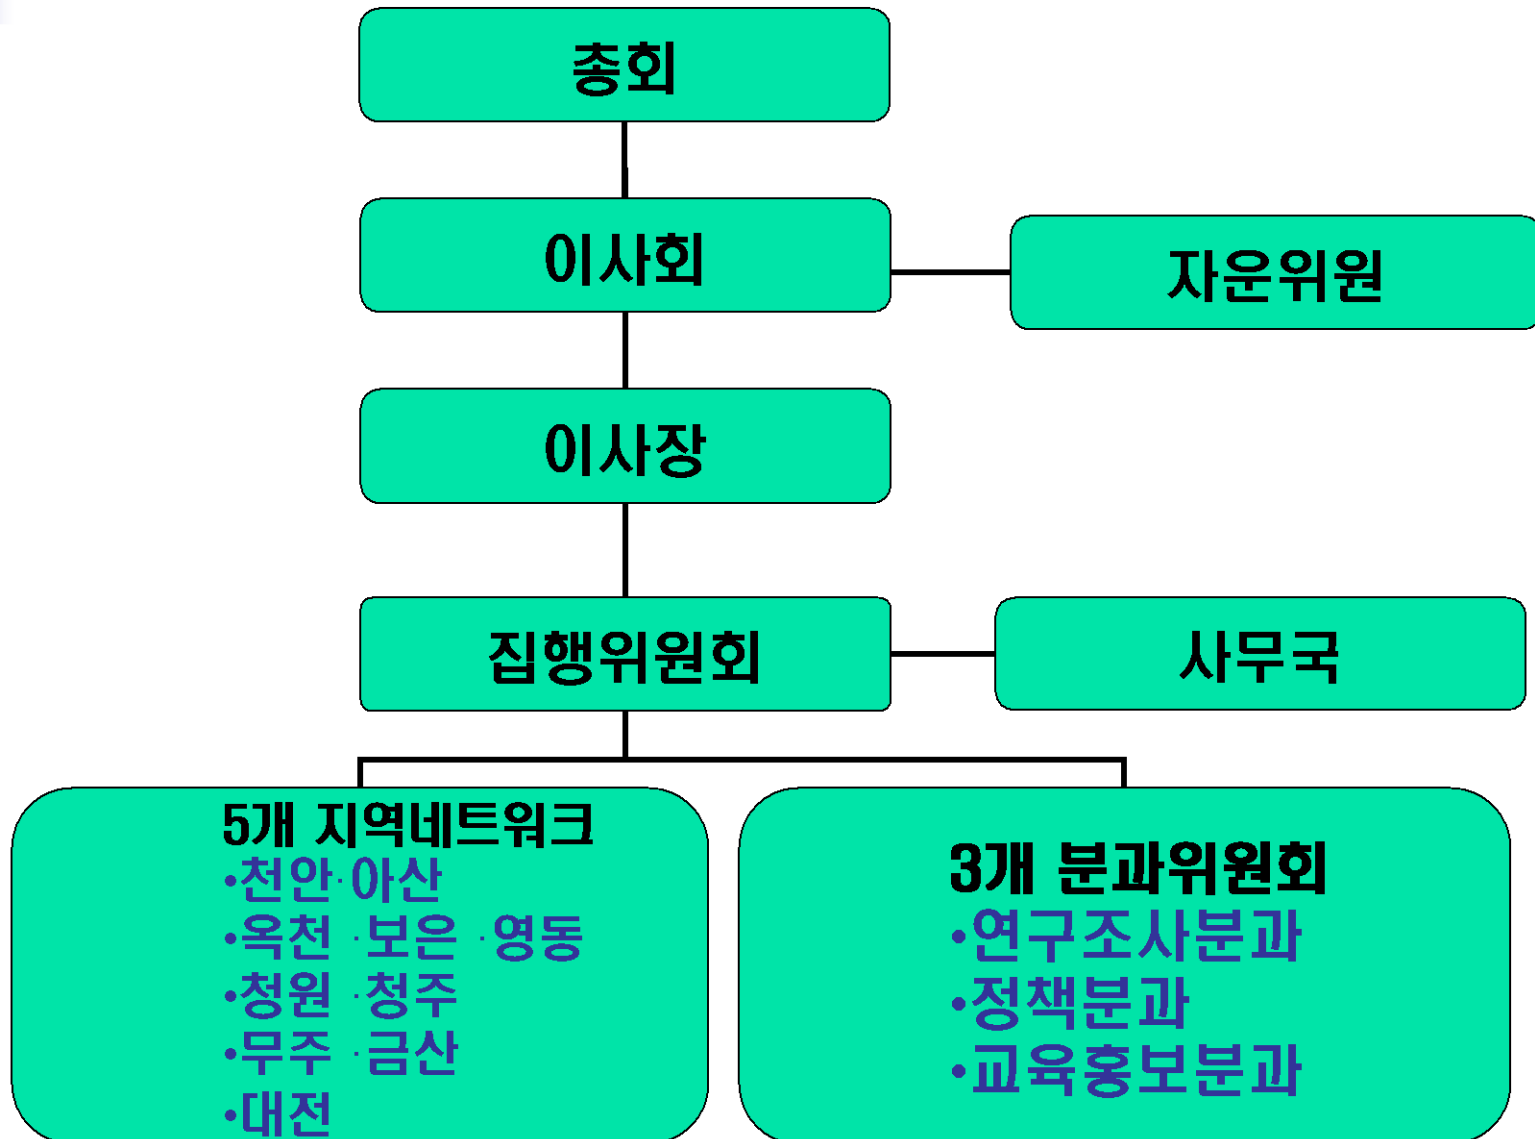 총회
이사회
자운위원
이사장
집행위원회
사무국
5개 지역네트워크
•천안·아산
•옥천 ·보은 ·영동
•청원 ·청주
•무주 ·금산
•대전
3개 분과위원회
•연구조사분과
•정책분과
•교육홍보분과